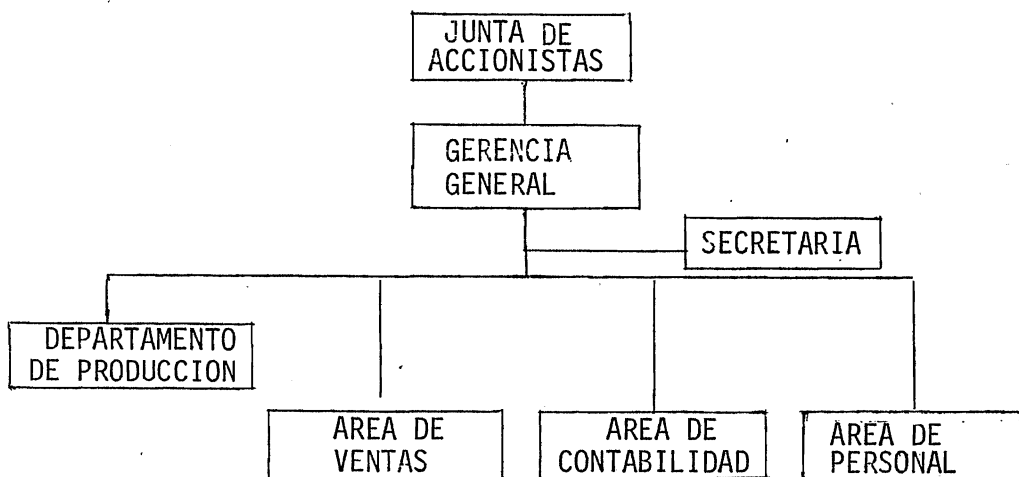 JUNTA DE
ACCIONISTAS
GERENCIA
GENERAL
SECRETARIA
DEPARTAMENTO
DE PRODUCCION
AREA DE
VENTAS
AREA DE
CONTABILIDAD
AREA DE
PERSONAL